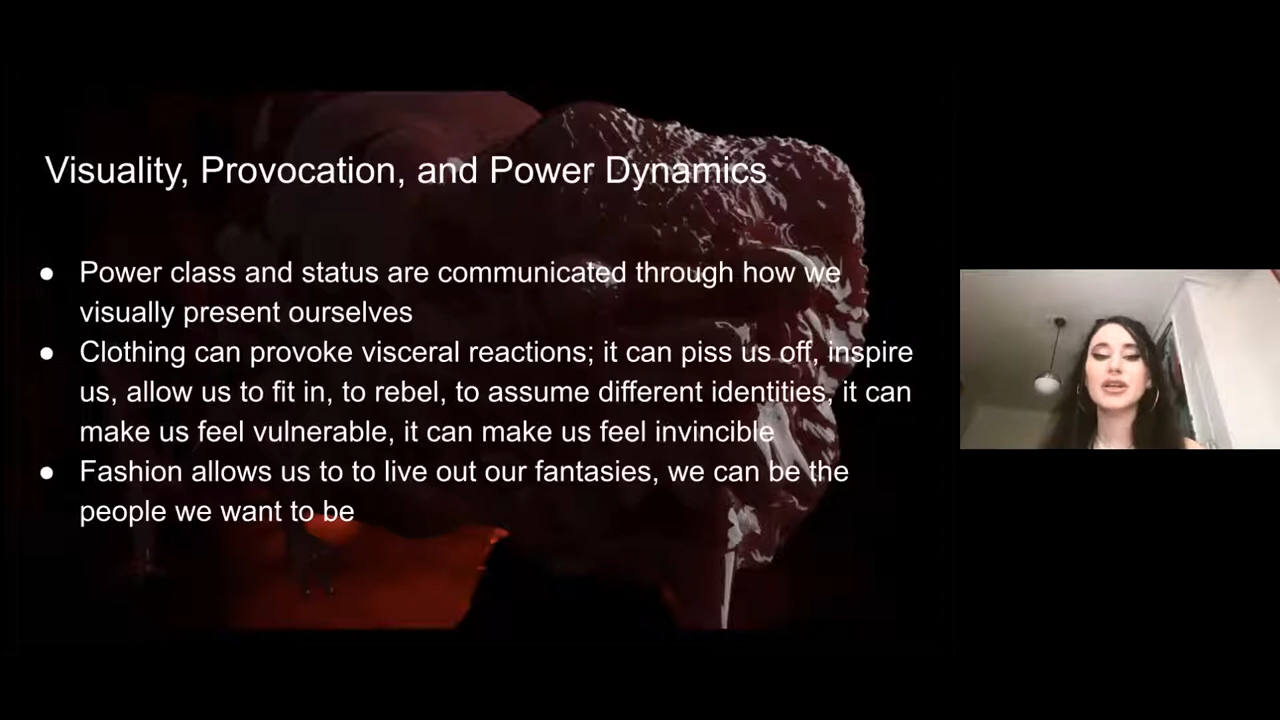 Visuality, Provocation, and Power Dynamics
● Power class and status are communicated through how we
visually present ourselves
● Clothing can provoke visceral reactions; it can piss us off, inspire
us, allow us to fit in, to rebel, to assume different identities, it can
make us feel vulnerable, it can make us feel invincible
● Fashion allows us to to live out our fantasies, we can be the
people we want to be